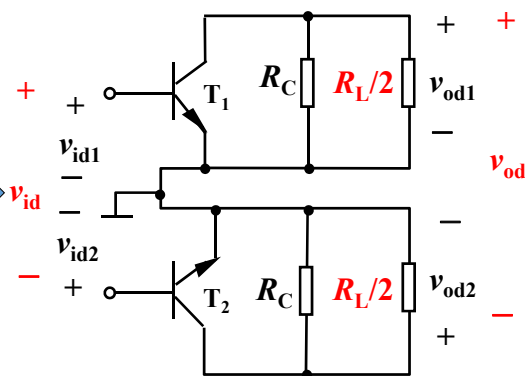 + +
T₁ R_C R_L/2 v_od1
+ +
v_id1 −
− v_id v_od
− −
v_id2
− + T₂ R_C R_L/2 v_od2 −
+